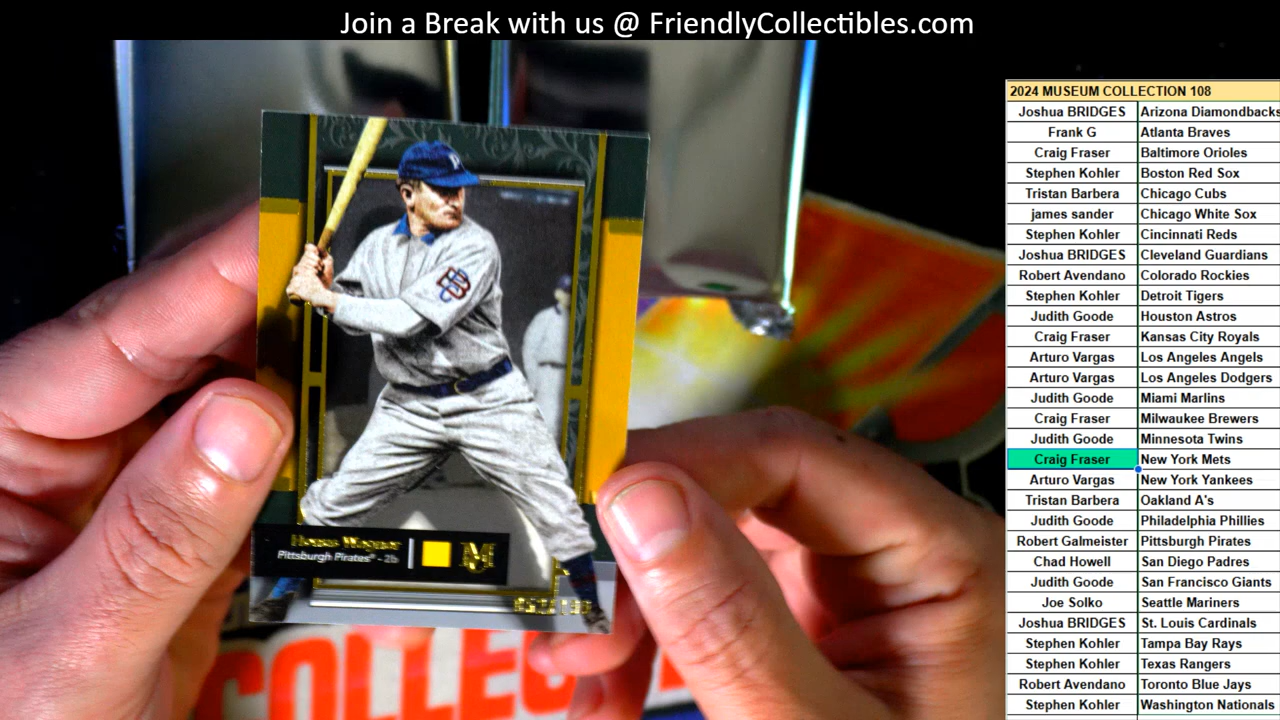 Join a Break with us @ FriendlyCollectibles.com
2024 MUSEUM COLLECTION 108
Joshua BRIDGES Arizona Diamondbacks
Frank G Atlanta Braves
Craig Fraser Baltimore Orioles
Stephen Kohler Boston Red Sox
Tristan Barbera Chicago Cubs
james sander Chicago White Sox
Stephen Kohler Cincinnati Reds
Joshua BRIDGES Cleveland Guardians
Robert Avendano Colorado Rockies
Stephen Kohler Detroit Tigers
Judith Goode Houston Astros
Craig Fraser Kansas City Royals
Arturo Vargas Los Angeles Angels
Arturo Vargas Los Angeles Dodgers
Judith Goode Miami Marlins
Craig Fraser Milwaukee Brewers
Judith Goode Minnesota Twins
Craig Fraser New York Mets
Arturo Vargas New York Yankees
Tristan Barbera Oakland A's
Judith Goode Philadelphia Phillies
Robert Galmeister Pittsburgh Pirates
Chad Howell San Diego Padres
Judith Goode San Francisco Giants
Joe Solko Seattle Mariners
Joshua BRIDGES St. Louis Cardinals
Stephen Kohler Tampa Bay Rays
Stephen Kohler Texas Rangers
Robert Avendano Toronto Blue Jays
Stephen Kohler Washington Nationals
P
PBC
Honus Wagner
Pittsburgh Pirates® - 2b
M
COLLEC